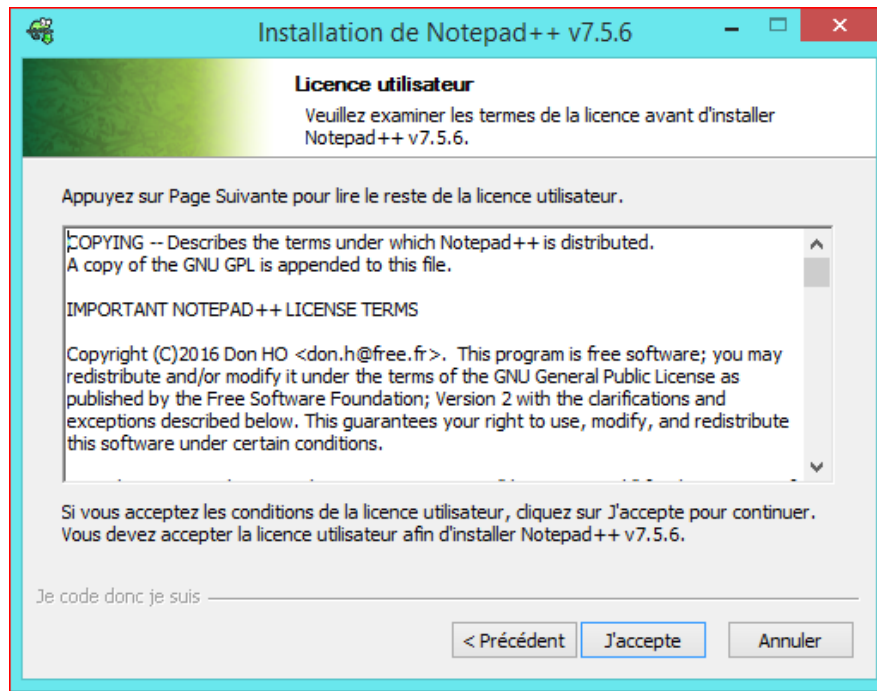 Installation de Notepad++ v7.5.6
Licence utilisateur
Veuillez examiner les termes de la licence avant d'installer
Notepad++ v7.5.6.
Appuyez sur Page Suivante pour lire le reste de la licence utilisateur.
COPYING -- Describes the terms under which Notepad++ is distributed.
A copy of the GNU GPL is appended to this file.
IMPORTANT NOTEPAD++ LICENSE TERMS
Copyright (C)2016 Don HO <don.h@free.fr>.  This program is free software; you may
redistribute and/or modify it under the terms of the GNU General Public License as
published by the Free Software Foundation; Version 2 with the clarifications and
exceptions described below. This guarantees your right to use, modify, and redistribute
this software under certain conditions.
Si vous acceptez les conditions de la licence utilisateur, cliquez sur J'accepte pour continuer.
Vous devez accepter la licence utilisateur afin d'installer Notepad++ v7.5.6.
Je code donc je suis
< Précédent
J'accepte
Annuler